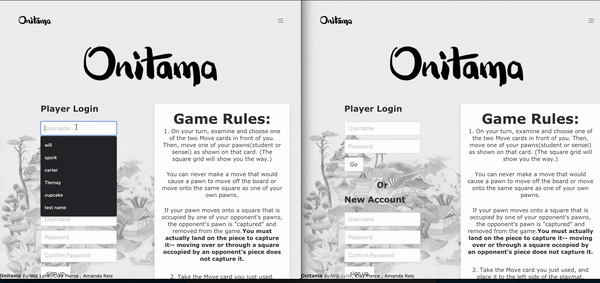 Onitama
Onitama
Player Login
Username
will
spork
carter
Tiernay
cupcake
test name
Username
Password
Confirm Password
Sign Up
Onitama By Will Lytle, Clay Pierce , Amanda Reis
Game Rules:
1. On your turn, examine and choose one
of the two Move cards in front of you.
Then, move one of your pawns(student or
sensei) as shown on that card. (The
square grid will show you the way.)
You can never make a move that would
cause a pawn to move off the board or
move onto the same square as one of your
own pawns.
If your pawn moves onto a square that is
occupied by one of your opponent's pawns,
the opponent's pawn is "captured" and
removed from the game.You must
actually land on the piece to capture
it— moving over or through a square
occupied by an opponent's piece does
not capture it.
2. Take the Move card you just used,
Onitama
Onitama
Player Login
Username
Password
Go
Or
New Account
Username
Password
Confirm Password
Sign Up
Onitama By Will Lytle, Clay Pierce , Amanda Reis
Game Rules:
1. On your turn, examine and choose one of
the two Move cards in front of you. Then,
move one of your pawns(student or sensei)
as shown on that card. (The square grid will
show you the way.)
You can never make a move that would
cause a pawn to move off the board or
move onto the same square as one of your
own pawns.
If your pawn moves onto a square that is
occupied by one of your opponent's pawns,
the opponent's pawn is "captured" and
removed from the game.You must actually
land on the piece to capture it— moving
over or through a square occupied by an
opponent's piece does not capture it.
2. Take the Move card you just used, and
place it to the left side of the playmat.